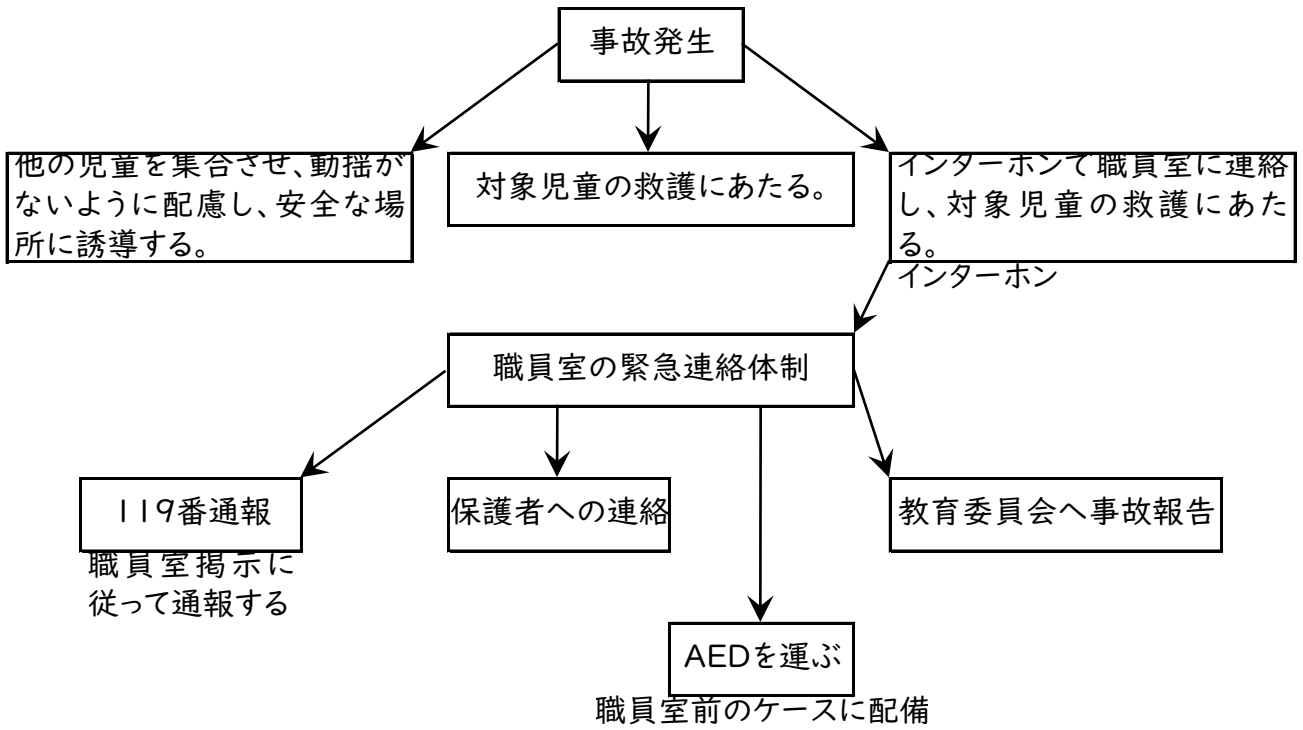 事故発生
他の児童を集合させ、動揺が
ないように配慮し、安全な場
所に誘導する。
対象児童の救護にあたる。
インターホンで職員室に連絡
し、対象児童の救護にあた
る。
インターホン
職員室の緊急連絡体制
119番通報
職員室掲示に
従って通報する
保護者への連絡
教育委員会へ事故報告
AEDを運ぶ
職員室前のケースに配備